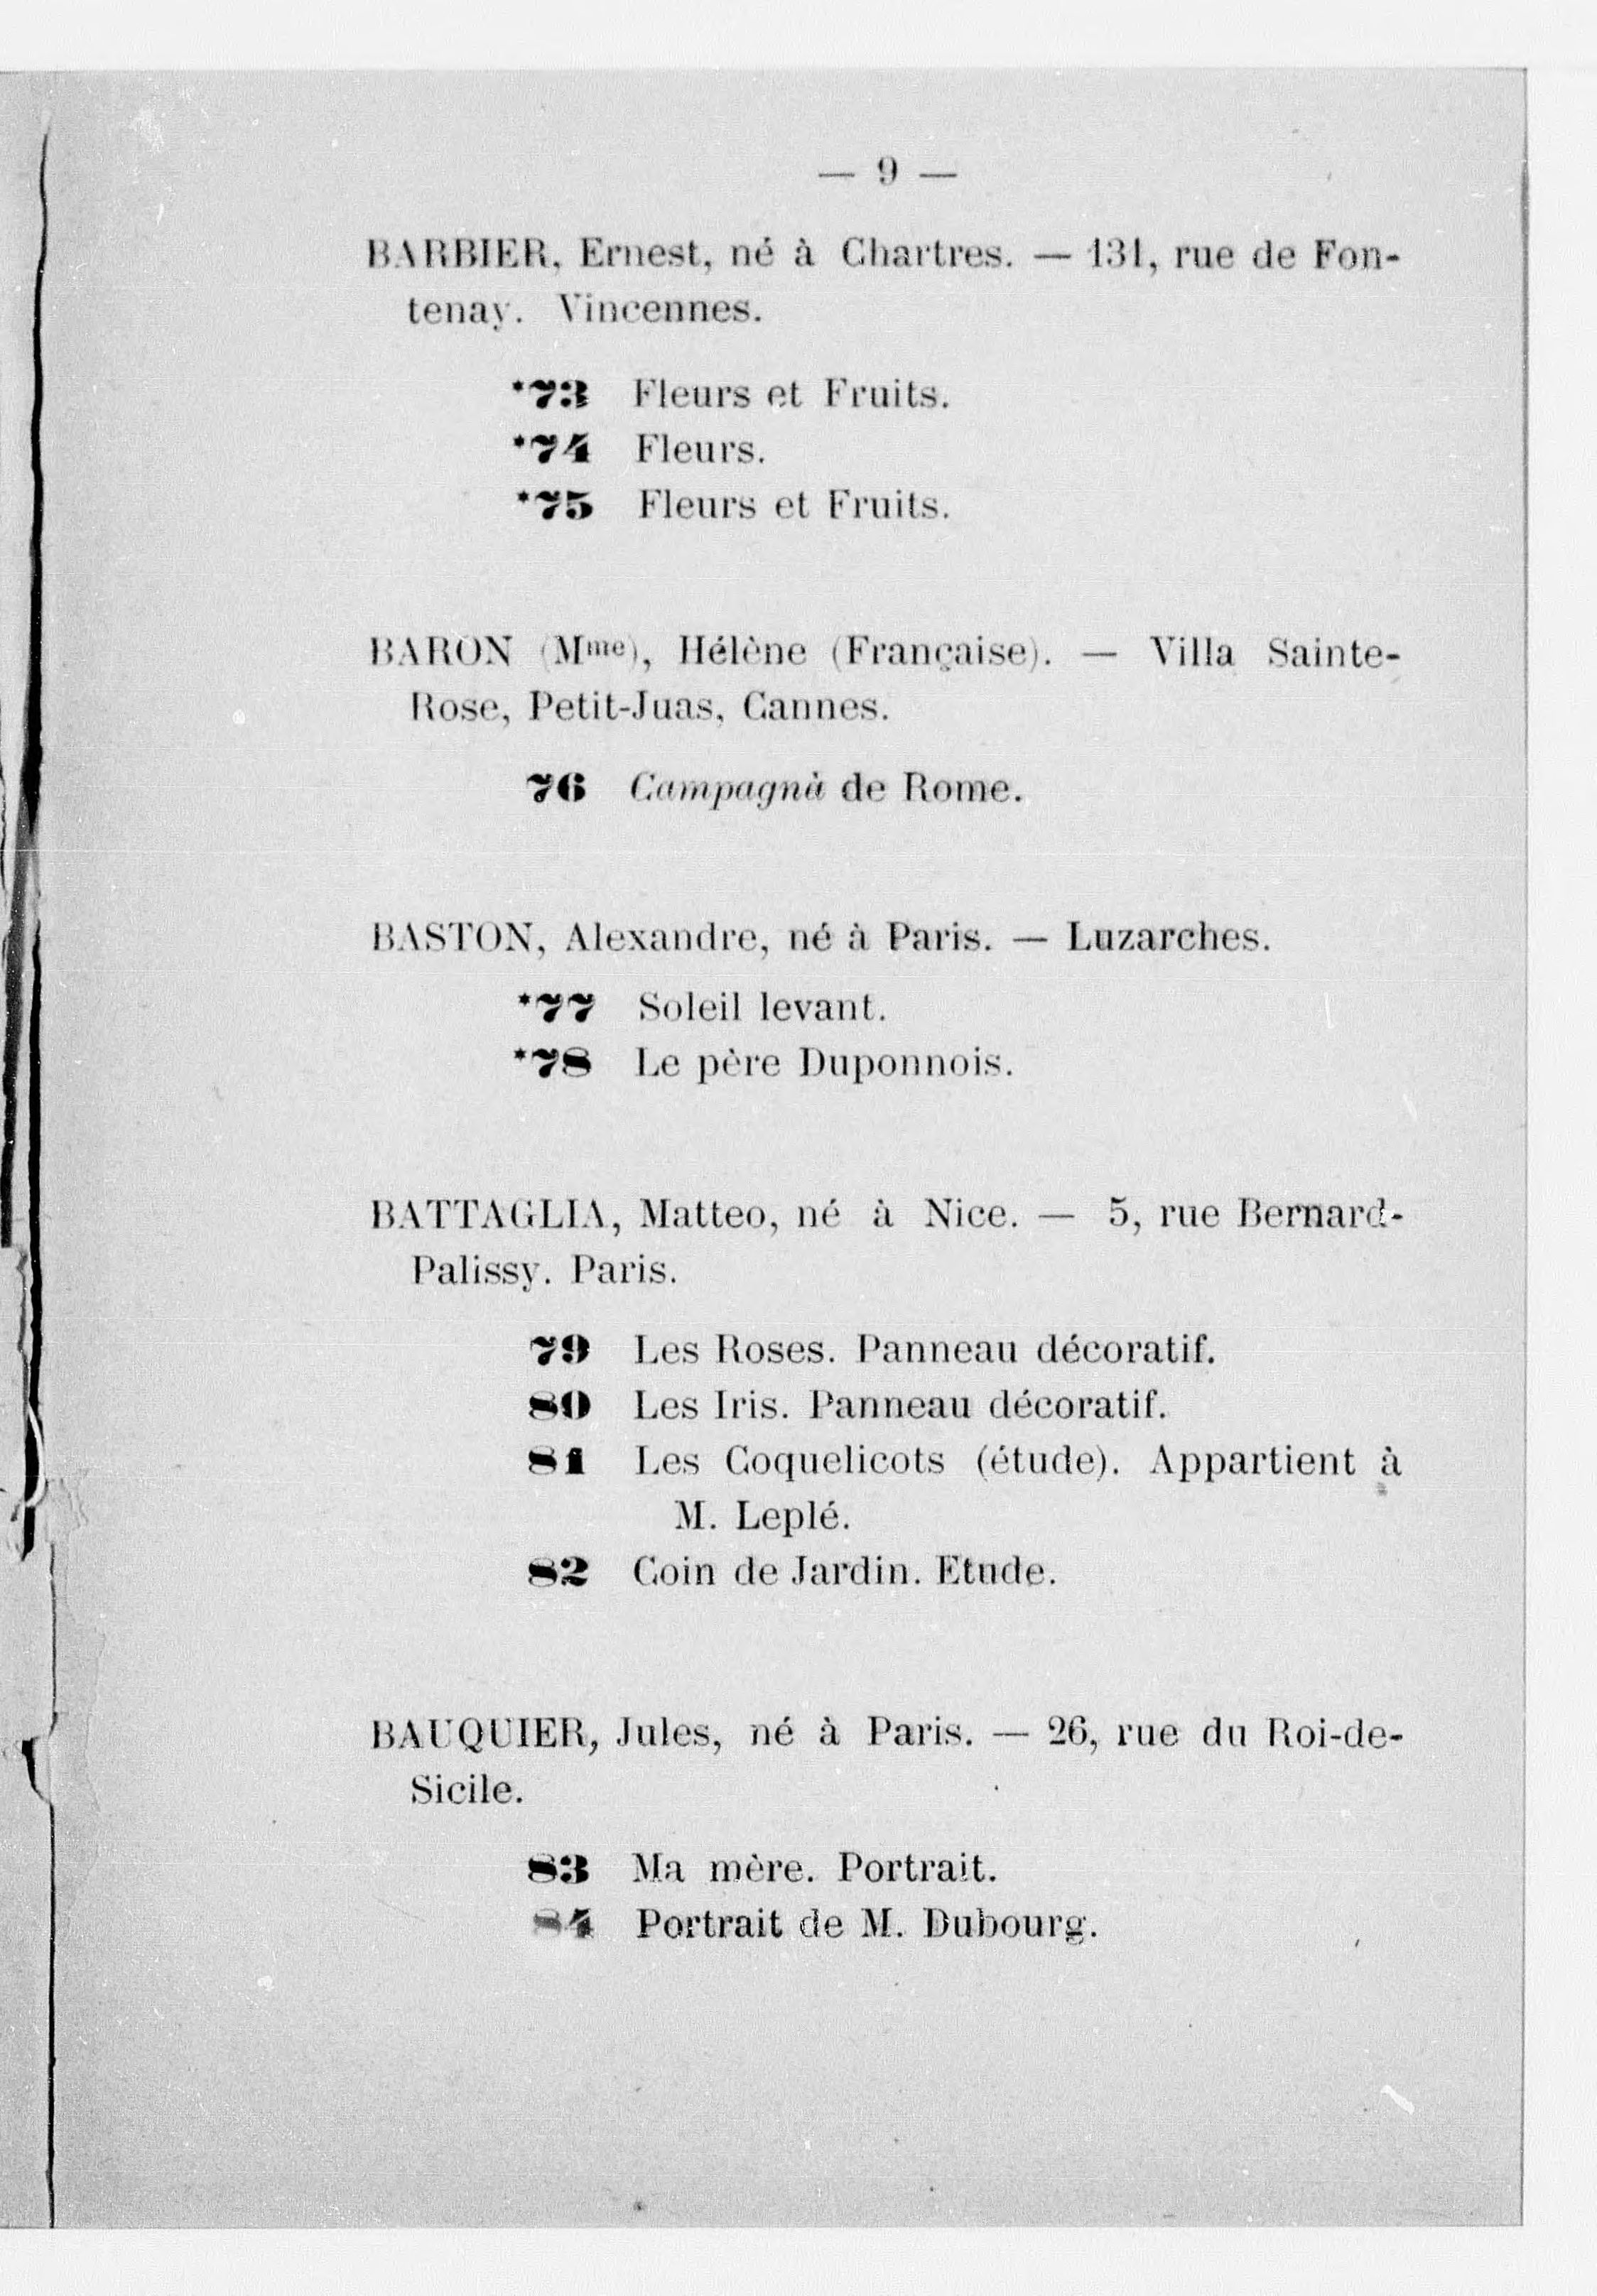 — 9 —
BARBIER, Ernest, né à Chartres. — 131, rue de Fon-
tenay. Vincennes.
*73 Fleurs et Fruits.
*74 Fleurs.
*75 Fleurs et Fruits.
BARON (Mme), Hélène (Française). — Villa Sainte-
Rose, Petit-Juas, Cannes.
76 Campagnà de Rome.
BASTON, Alexandre, né à Paris. — Luzarches.
*77 Soleil levant.
*78 Le père Duponnois.
BATTAGLIA, Matteo, né à Nice. — 5, rue Bernard-
Palissy. Paris.
79 Les Roses. Panneau décoratif.
80 Les Iris. Panneau décoratif.
81 Les Coquelicots (étude). Appartient à
M. Leplé.
82 Coin de Jardin. Etude.
BAUQUIER, Jules, né à Paris. — 26, rue du Roi-de-
Sicile.
83 Ma mère. Portrait.
84 Portrait de M. Dubourg.